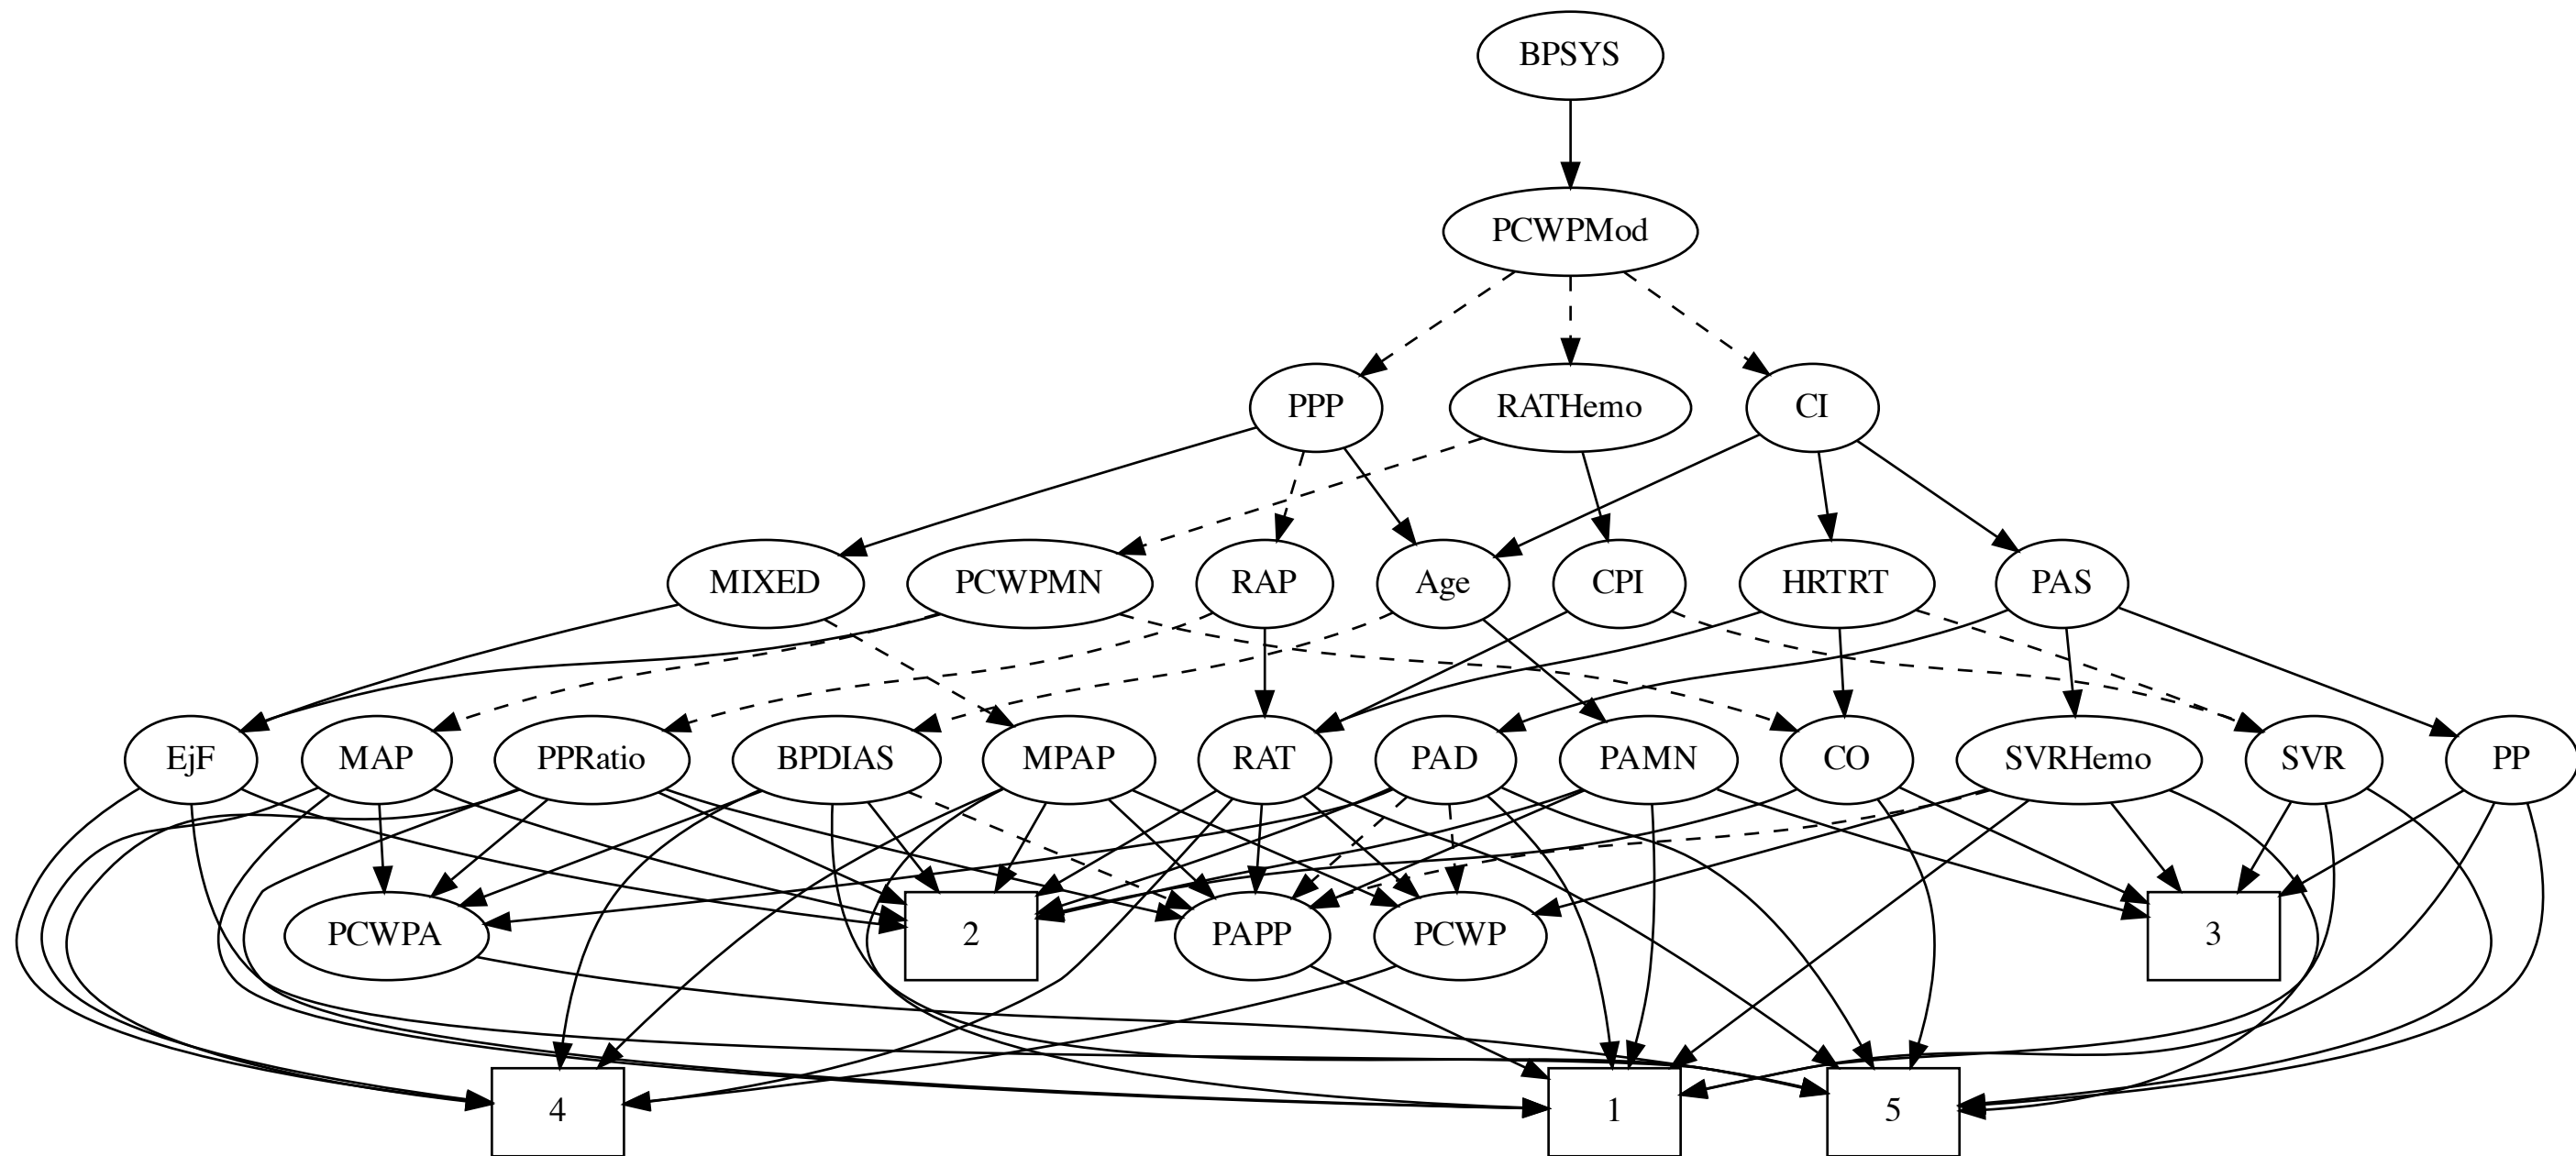 BPSYS
PCWPMod
PPP
RATHemo
CI
MIXED
PCWPMN
RAP
Age
CPI
HRTRT
PAS
EjF
MAP
PPRatio
BPDIAS
MPAP
RAT
PAD
PAMN
CO
SVRHemo
SVR
PP
PCWPA
2
PAPP
PCWP
3
4
1
5